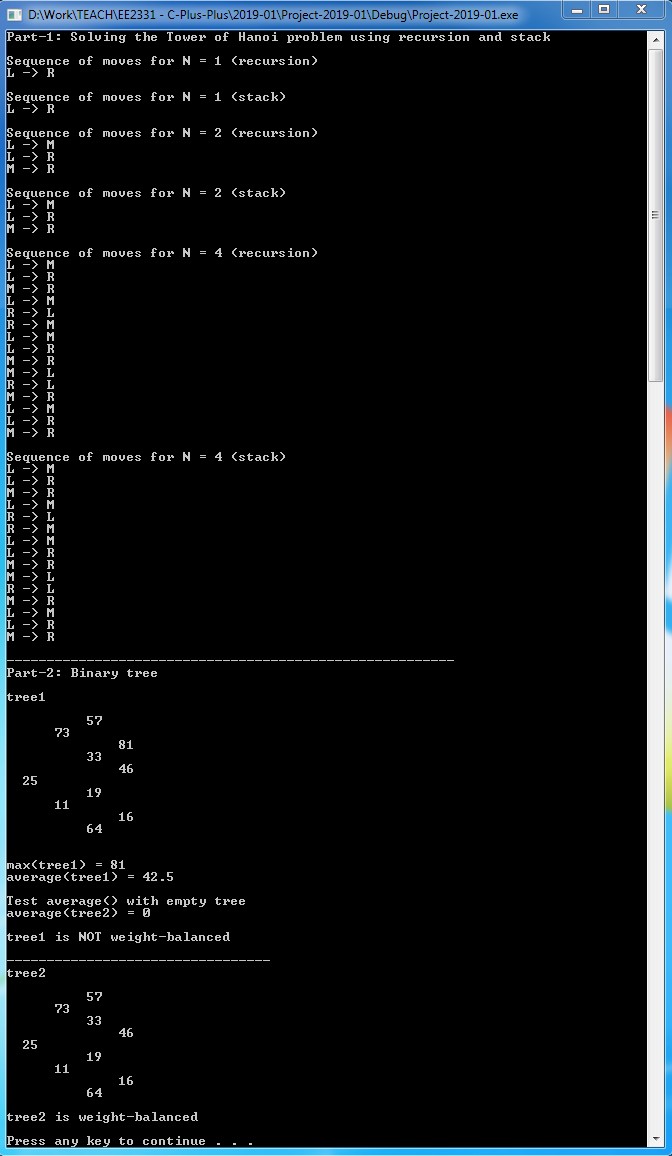 D:\Work\TEACH\EE2331 - C-Plus-Plus\2019-01\Project-2019-01\Debug\Project-2019-01.exe
Part-1: Solving the Tower of Hanoi problem using recursion and stack
Sequence of moves for N = 1 (recursion)
L -> R
Sequence of moves for N = 1 (stack)
L -> R
Sequence of moves for N = 2 (recursion)
L -> M
L -> R
M -> R
Sequence of moves for N = 2 (stack)
L -> M
L -> R
M -> R
Sequence of moves for N = 4 (recursion)
L -> M
L -> R
M -> R
L -> M
R -> L
R -> M
L -> M
L -> R
M -> R
M -> L
R -> L
M -> R
L -> M
L -> R
M -> R
Sequence of moves for N = 4 (stack)
L -> M
L -> R
M -> R
L -> M
R -> L
R -> M
L -> M
L -> R
M -> R
M -> L
R -> L
M -> R
L -> M
L -> R
M -> R
--------------------------------------------------------
Part-2: Binary tree
tree1
57
73
81
33
46
25
19
11
16
64
max(tree1) = 81
average(tree1) = 42.5
Test average() with empty tree
average(tree2) = 0
tree1 is NOT weight-balanced
---------------------------------
tree2
57
73
33
46
25
19
11
16
64
tree2 is weight-balanced
Press any key to continue . . .